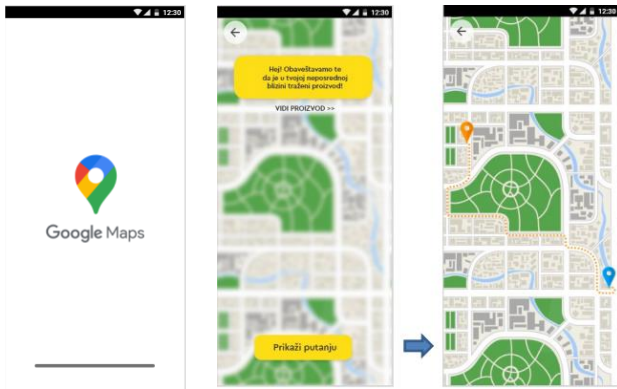 12:30
Google Maps
12:30
Hej! Obaveštavamo te
da je u tvojoj neposrednoj
blizini traženi proizvod!
VIDI PROIZVOD >>
Prikaži putanju
12:30